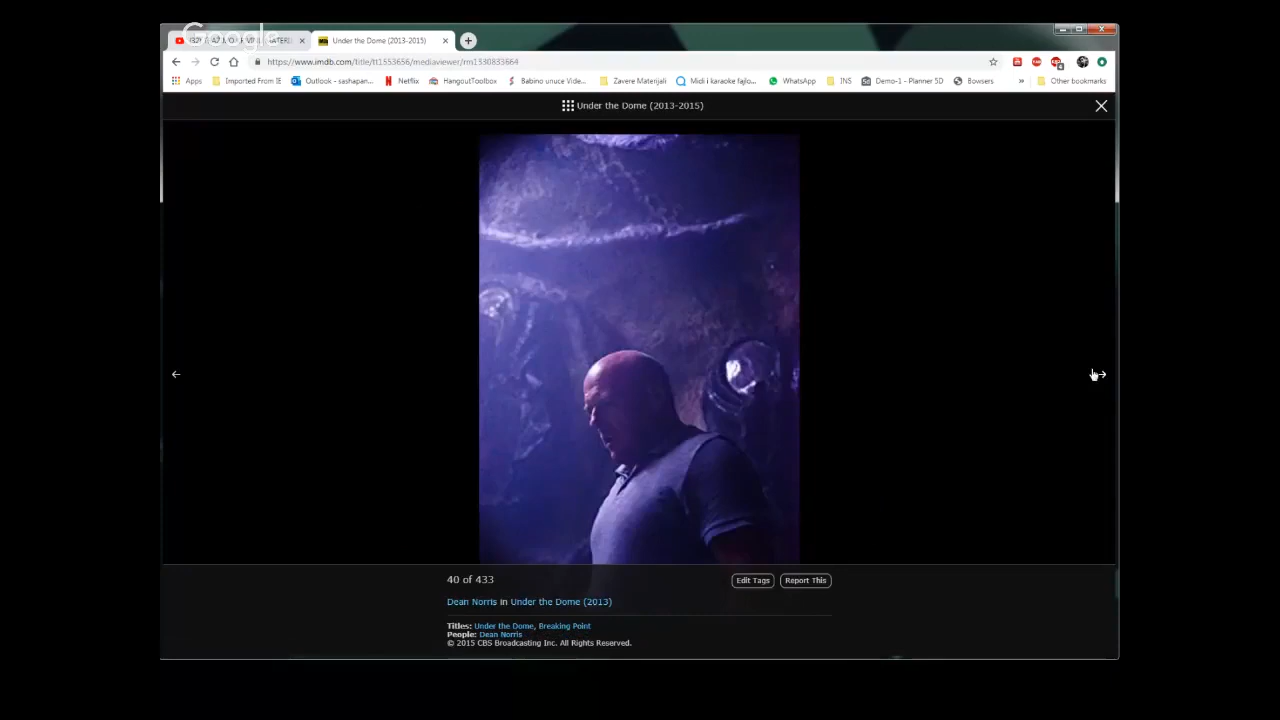 Google
Under the Dome (2013-2015)
https://www.imdb.com/title/tt1553656/mediaviewer/rm1330833664
Apps Imported From IE Outlook - sashapan... Netflix HangoutToolbox Babino unuce Vide... Zavere Materijali Midi i karaoke fajlo... WhatsApp INS Demo-1 - Planner 5D Bowsers » Other bookmarks
Under the Dome (2013-2015)
40 of 433 Edit Tags Report This
Dean Norris in Under the Dome (2013)
Titles: Under the Dome, Breaking Point
People: Dean Norris
© 2015 CBS Broadcasting Inc. All Rights Reserved.